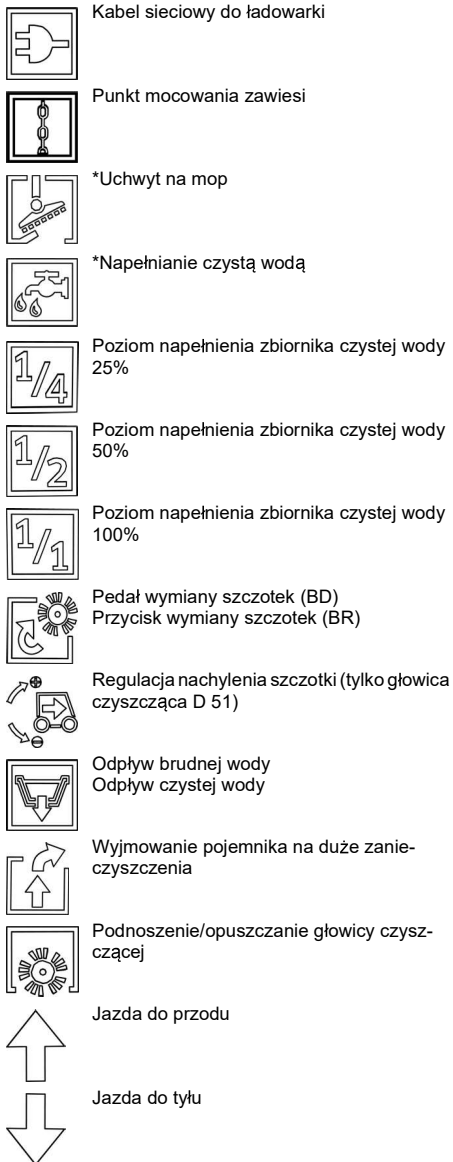 Kabel sieciowy do ładowarki
Punkt mocowania zawiesi
*Uchwyt na mop
*Napełnianie czystą wodą
1/4
Poziom napełnienia zbiornika czystej wody
25%
1/2
Poziom napełnienia zbiornika czystej wody
50%
1/1
Poziom napełnienia zbiornika czystej wody
100%
Pedał wymiany szczotek (BD)
Przycisk wymiany szczotek (BR)
Regulacja nachylenia szczotki (tylko głowica
czyszcząca D 51)
Odpływ brudnej wody
Odpływ czystej wody
Wyjmowanie pojemnika na duże zanie-
czyszczenia
Podnoszenie/opuszczanie głowicy czysz-
czącej
Jazda do przodu
Jazda do tyłu